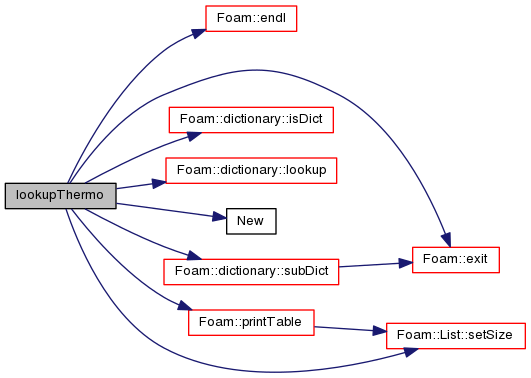 Foam::endl
Foam::dictionary::isDict
Foam::dictionary::lookup
lookupThermo
New
Foam::exit
Foam::dictionary::subDict
Foam::printTable
Foam::List::setSize